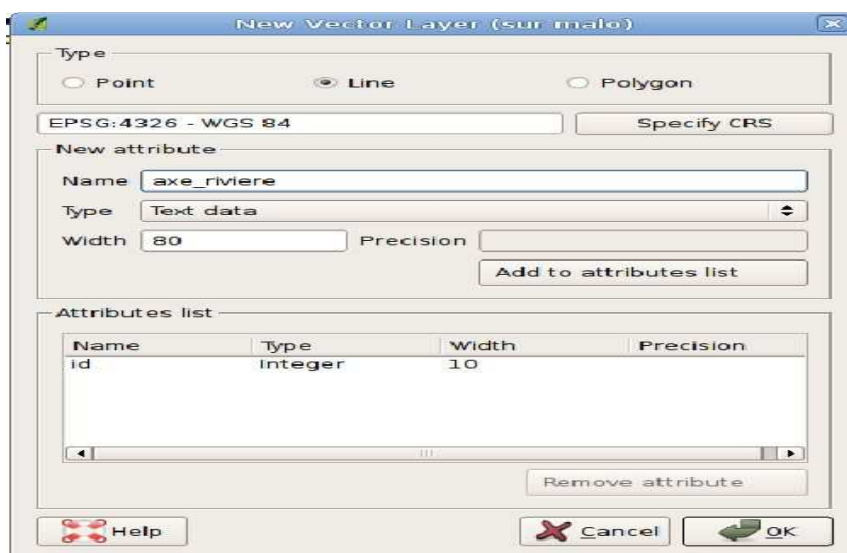 New Vector Layer (sur malo)
Type
Point Line Polygon
EPSG:4326 - WGS 84 Specify CRS
New attribute
Name axe_riviere
Type Text data
Width 80 Precision
Add to attributes list
Attributes list
Name Type Width Precision
id Integer 10
Remove attribute
Help Cancel OK